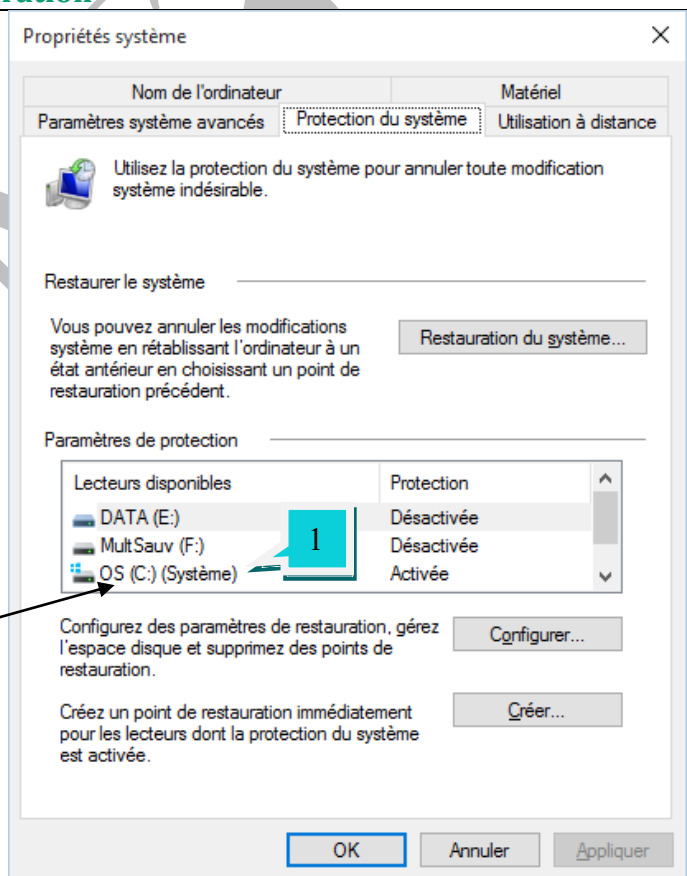 Propriétés système
Nom de l'ordinateur Matériel
Paramètres système avancés Protection du système Utilisation à distance
Utilisez la protection du système pour annuler toute modification
système indésirable.
Restaurer le système
Vous pouvez annuler les modifications
système en rétablissant l'ordinateur à un
état antérieur en choisissant un point de
restauration précédent.
Restauration du système...
Paramètres de protection
Lecteurs disponibles Protection
DATA (E:) Désactivée
MultSauv (F:) Désactivée
OS (C:) (Système) Activée
1
Configurez des paramètres de restauration, gérez
l'espace disque et supprimez des points de
restauration.
Configurer...
Créez un point de restauration immédiatement
pour les lecteurs dont la protection du système
est activée.
Créer...
OK Annuler Appliquer